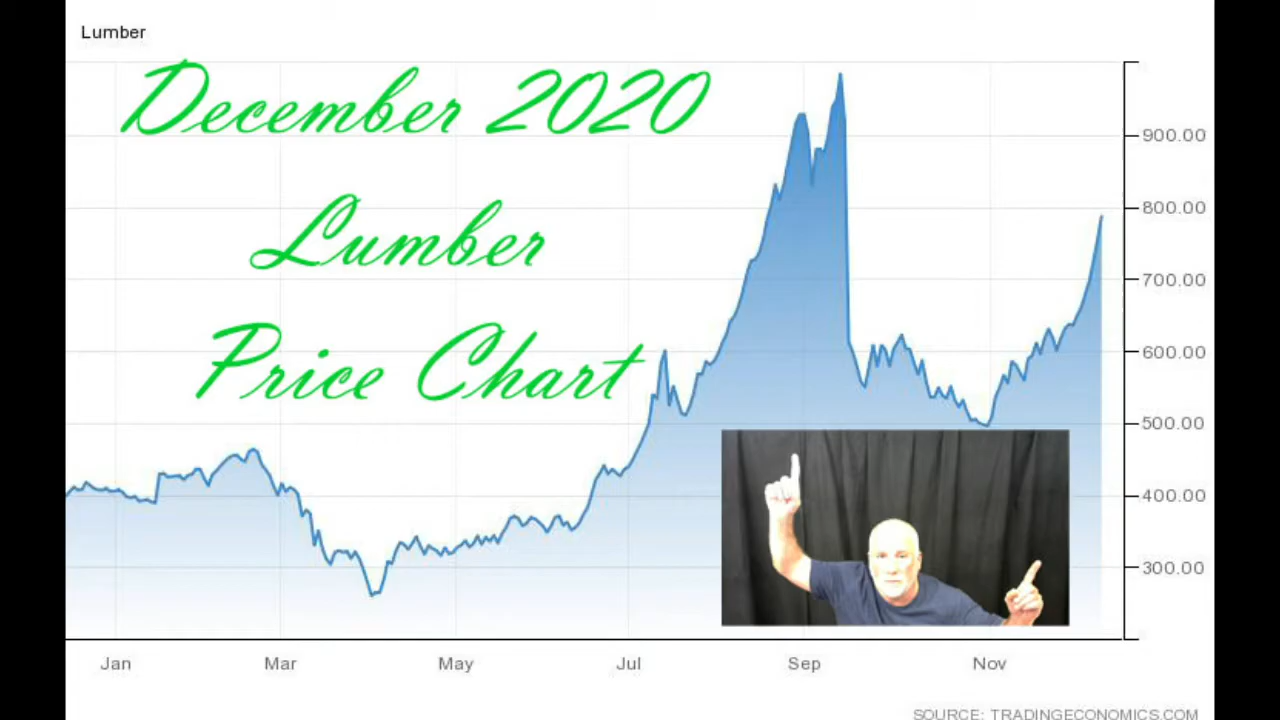 Lumber
December 2020
Lumber
Price Chart
900.00
800.00
700.00
600.00
500.00
400.00
300.00
Jan Mar May Jul Sep Nov
SOURCE: TRADINGECONOMICS.COM